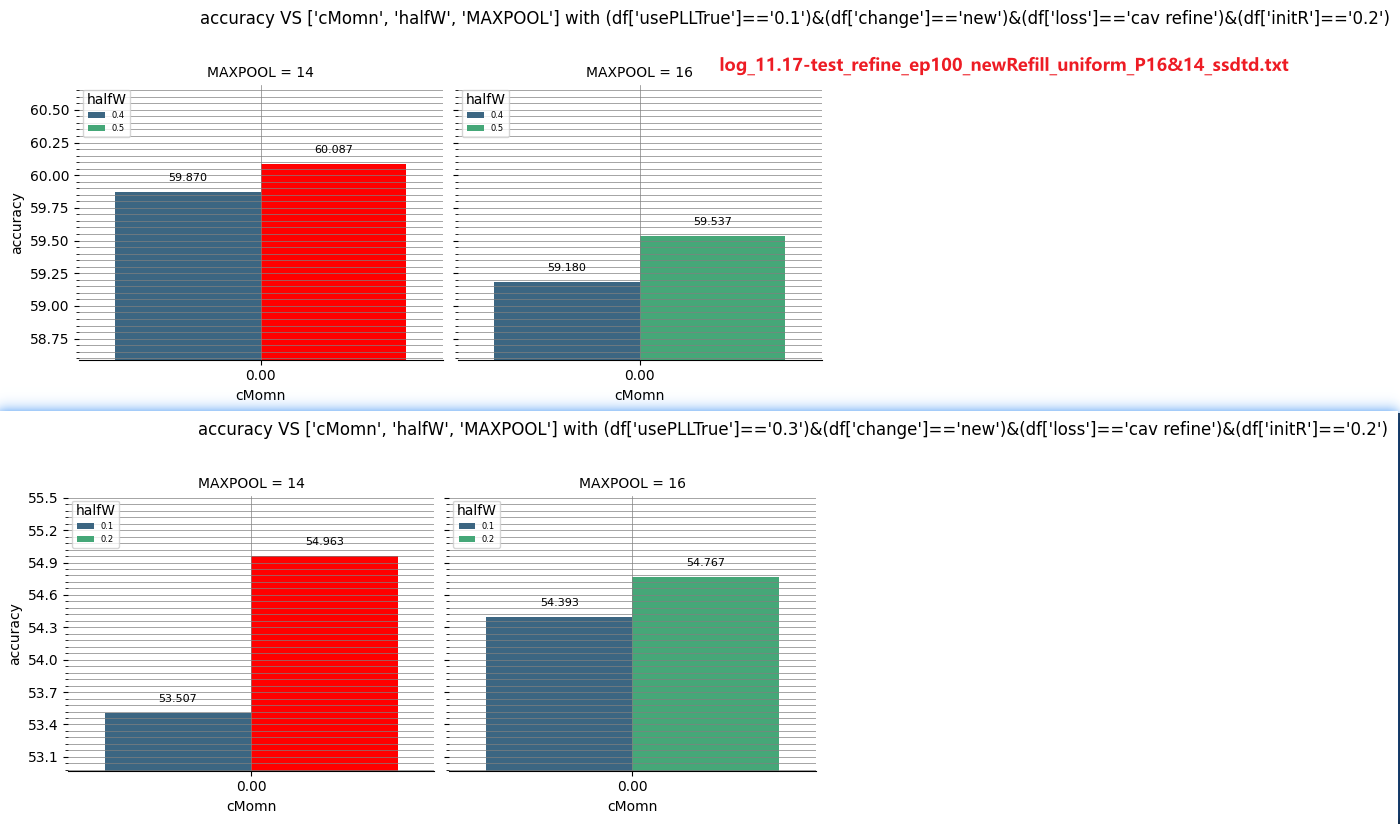 accuracy VS ['cMomn', 'halfW', 'MAXPOOL'] with (df['usePLLTrue']=='0.1')&(df['change']=='new')&(df['loss']=='cav refine')&(df['initR']=='0.2')
log_11.17-test_refine_ep100_newRefill_uniform_P16&14_ssdtd.txt
MAXPOOL = 14
MAXPOOL = 16
halfW
0.4
0.5
halfW
0.4
0.5
60.50
60.25
60.00
59.75
59.50
59.25
59.00
58.75
accuracy
59.870
60.087
59.180
59.537
0.00
0.00
cMomn
cMomn
accuracy VS ['cMomn', 'halfW', 'MAXPOOL'] with (df['usePLLTrue']=='0.3')&(df['change']=='new')&(df['loss']=='cav refine')&(df['initR']=='0.2')
MAXPOOL = 14
MAXPOOL = 16
halfW
0.1
0.2
halfW
0.1
0.2
55.5
55.2
54.9
54.6
54.3
54.0
53.7
53.4
53.1
accuracy
53.507
54.963
54.393
54.767
0.00
0.00
cMomn
cMomn